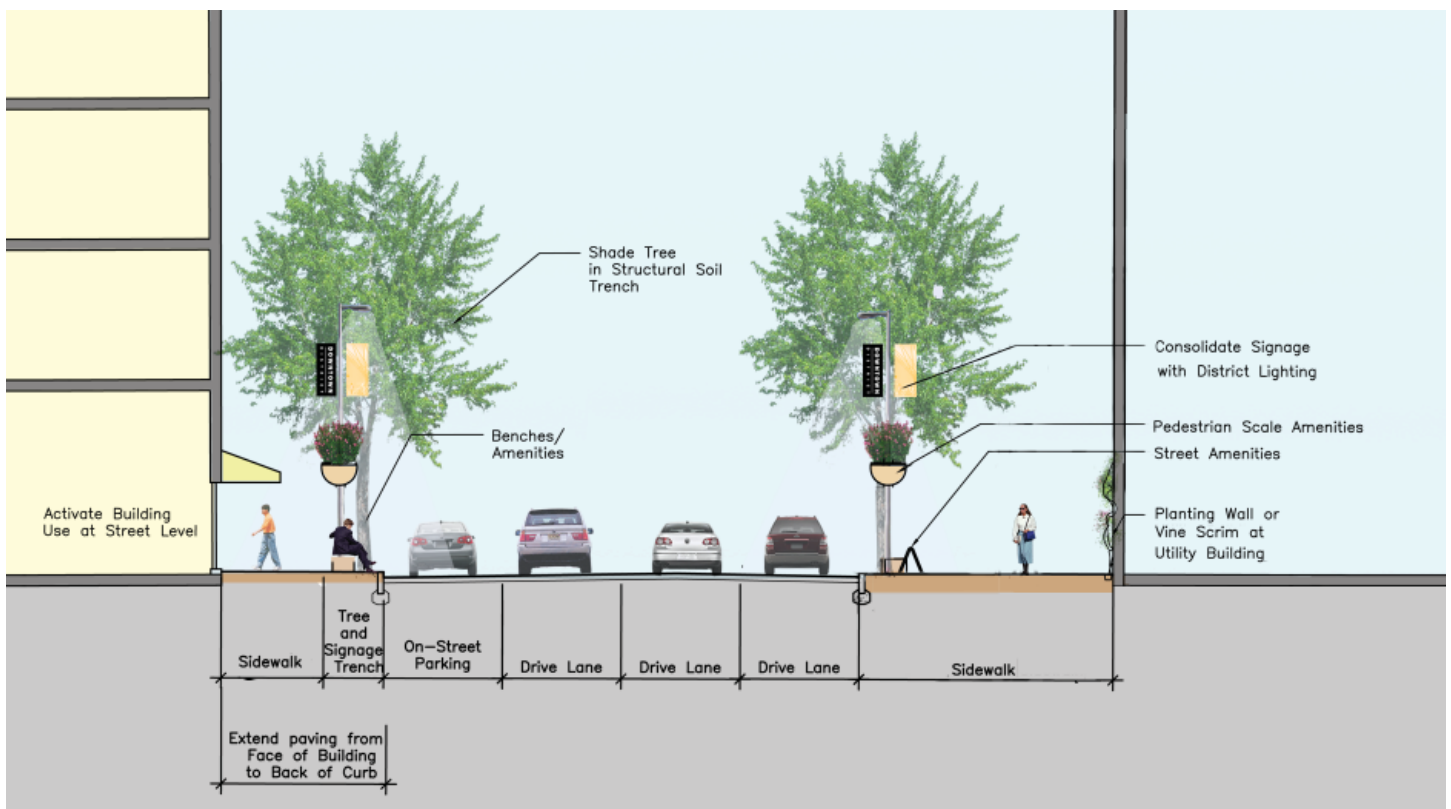 Shade Tree
in Structural Soil
Trench
DOWNTOWN
DOWNTOWN
Consolidate Signage
with District Lighting
Benches/
Amenities
Pedestrian Scale Amenities
Street Amenities
Activate Building
Use at Street Level
Planting Wall or
Vine Scrim at
Utility Building
Sidewalk
Tree
and
Signage
Trench
On-Street
Parking
Drive Lane
Drive Lane
Drive Lane
Sidewalk
Extend paving from
Face of Building
to Back of Curb